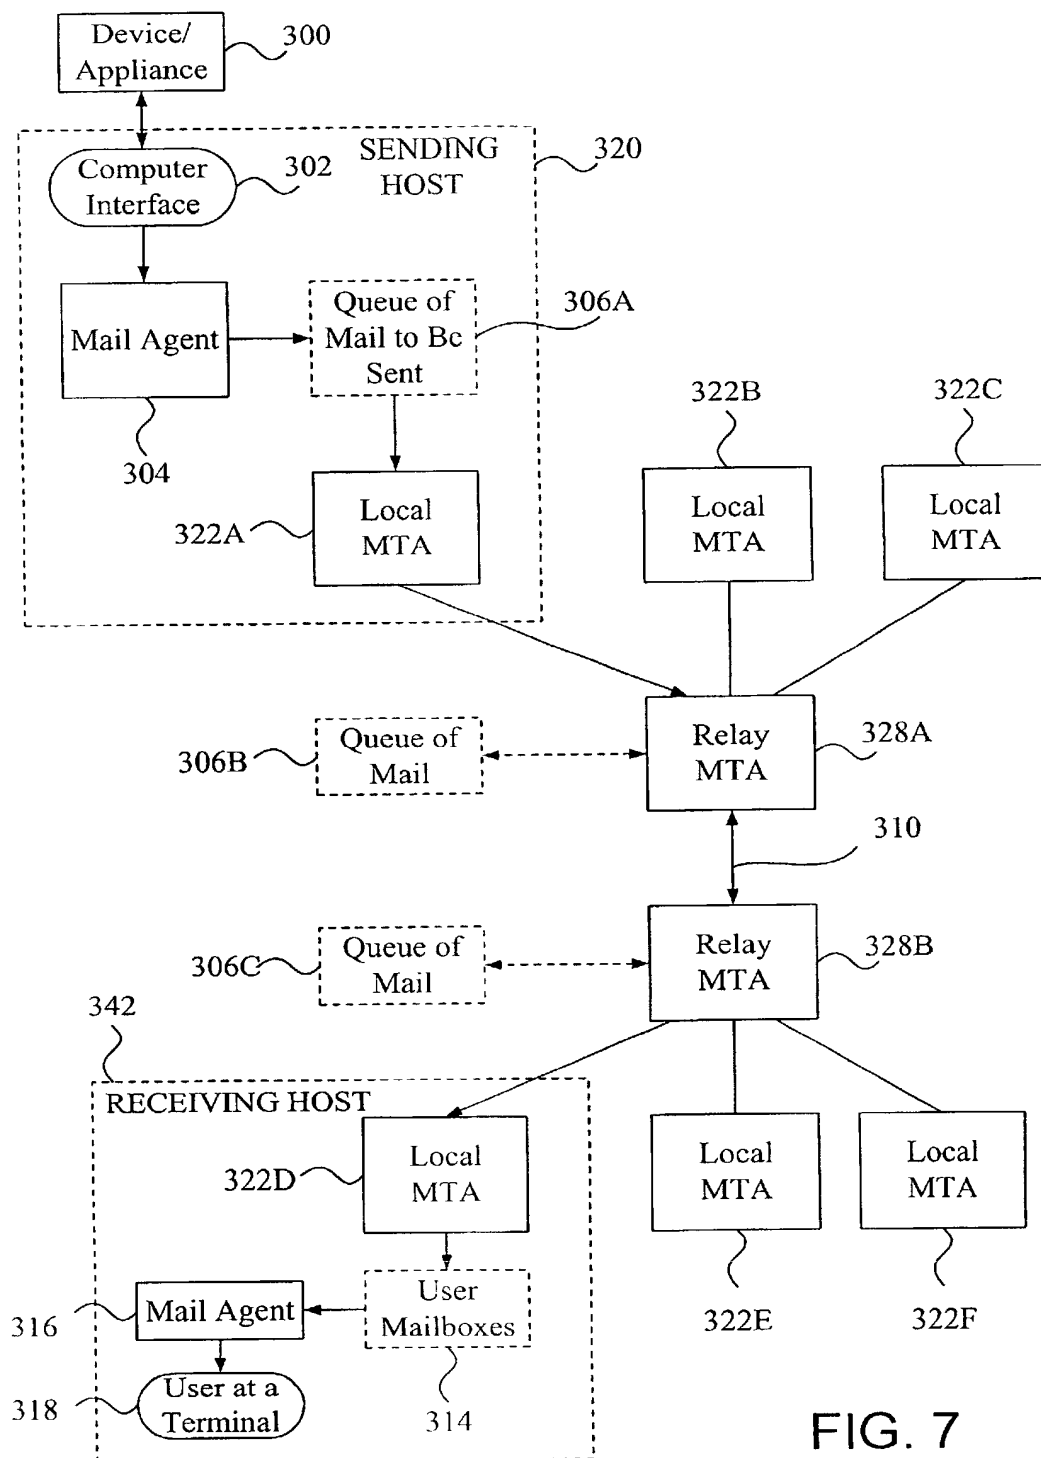 Device/
Appliance
300
SENDING
HOST
320
Computer
Interface
302
Mail Agent
304
Queue of
Mail to Be
Sent
306A
322B
322C
322A
Local
MTA
Local
MTA
Local
MTA
306B
Queue of
Mail
Relay
MTA
328A
310
306C
Queue of
Mail
Relay
MTA
328B
342
RECEIVING HOST
322D
Local
MTA
Local
MTA
Local
MTA
316
Mail Agent
User
Mailboxes
322E
322F
318
User at a
Terminal
314
FIG. 7